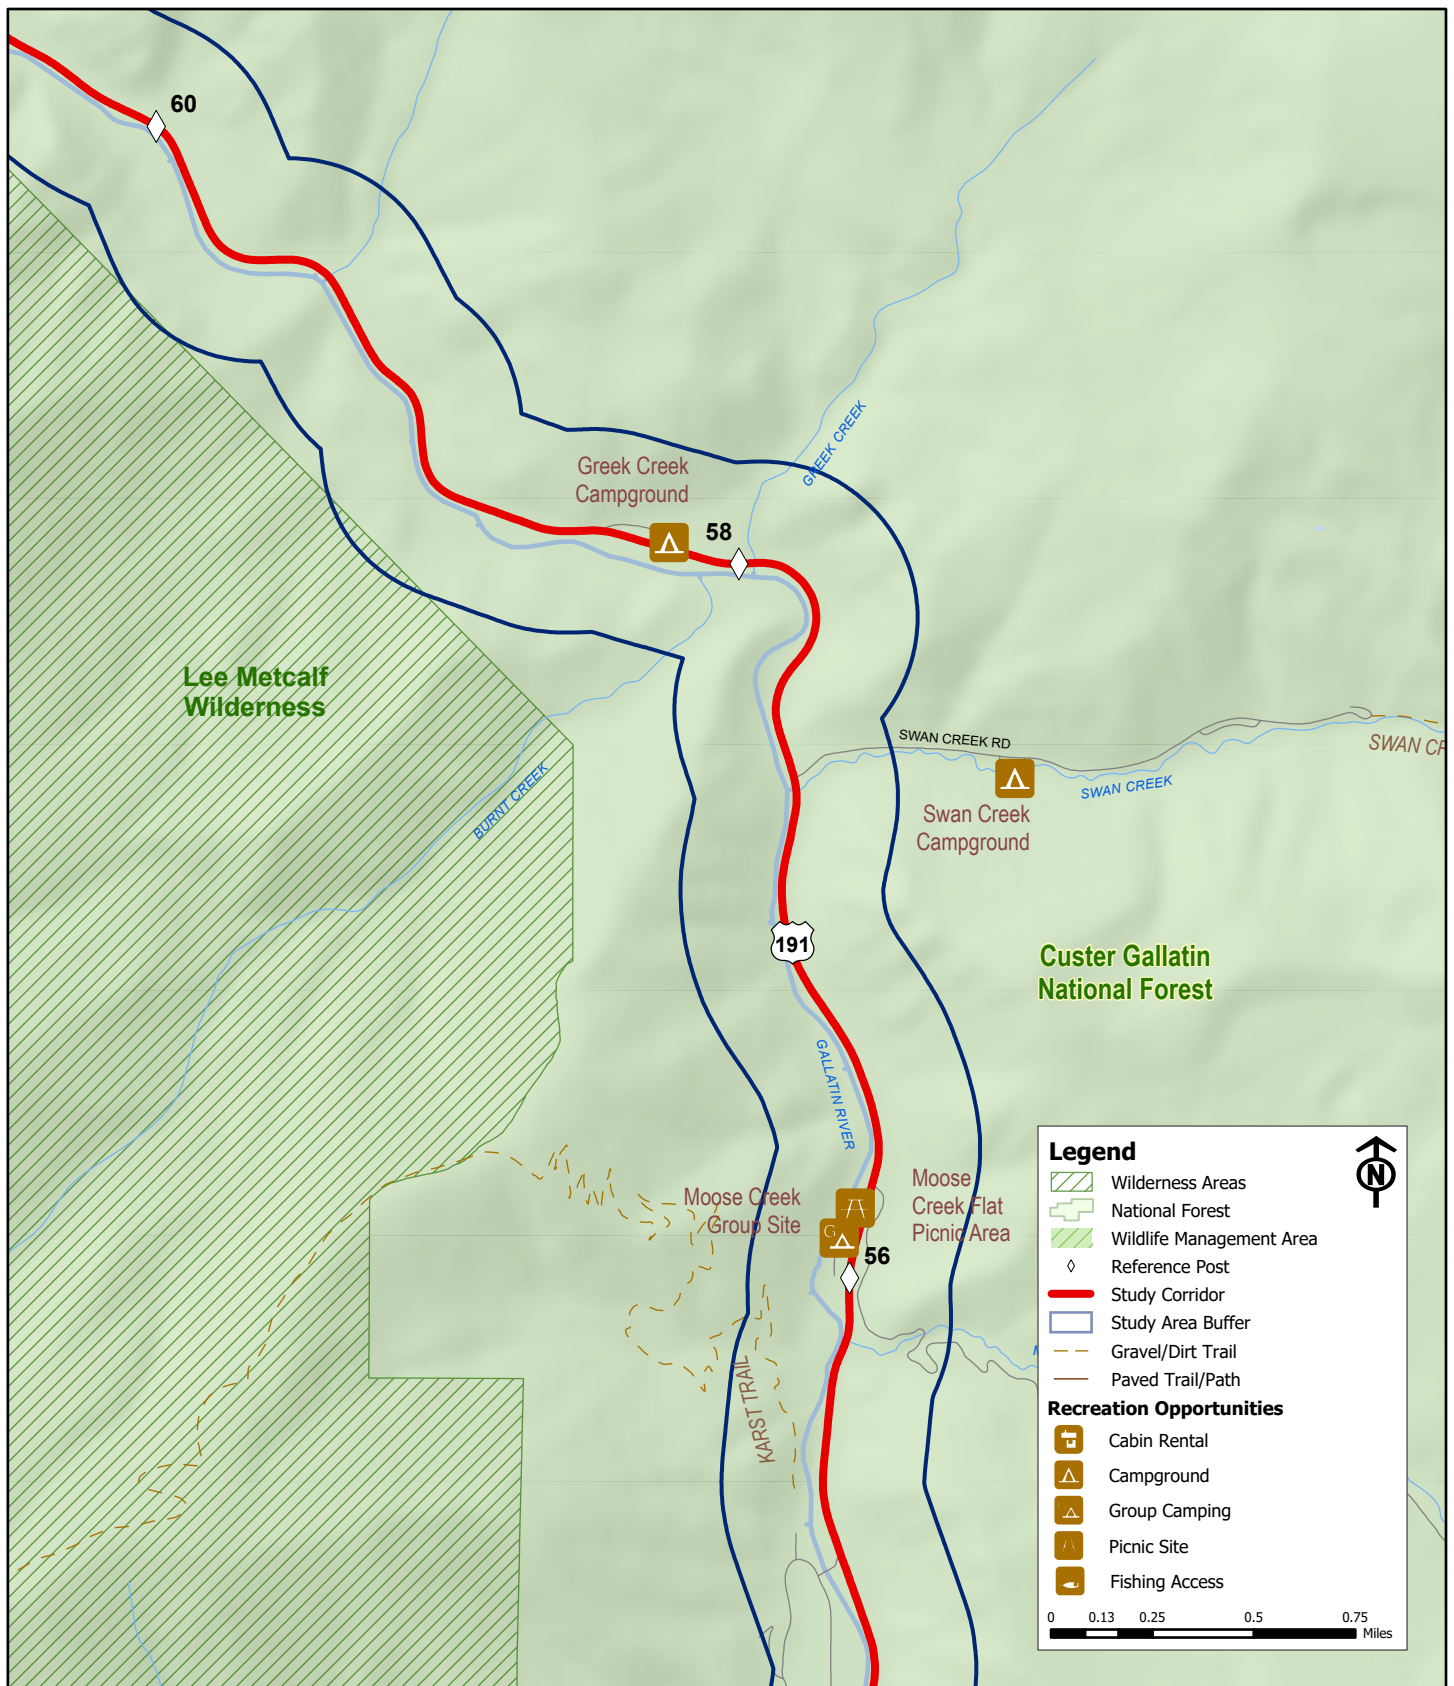 60
GREEK CREEK
Greek Creek
Campground
58
Lee Metcalf
Wilderness
SWAN CREEK RD
SWAN CR
SWAN CREEK
BURNT CREEK
Swan Creek
Campground
191
Custer Gallatin
National Forest
GALLATIN RIVER
Moose Creek
Group Site
Moose
Creek Flat
Picnic Area
G
56
KARST TRAIL
Legend
N
Wilderness Areas
National Forest
Wildlife Management Area
Reference Post
Study Corridor
Study Area Buffer
Gravel/Dirt Trail
Paved Trail/Path
Recreation Opportunities
Cabin Rental
Campground
Group Camping
Picnic Site
Fishing Access
0 0.13 0.25 0.5 0.75
Miles